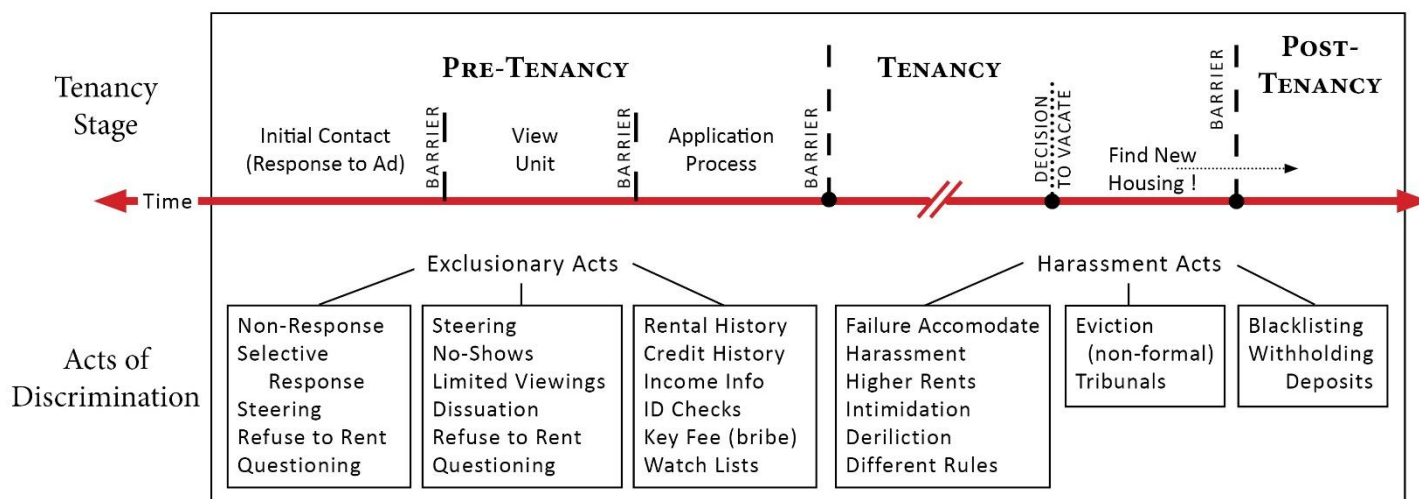 Tenancy
Stage
PRE-TENANCY
TENANCY
POST-
TENANCY
Initial Contact
(Response to Ad)
BARRIER
View
Unit
BARRIER
Application
Process
BARRIER
DECISION
TO VACATE
Find New
Housing !
BARRIER
Time
Acts of
Discrimination
Exclusionary Acts
Harassment Acts
Non-Response
Selective
Response
Steering
Refuse to Rent
Questioning
Steering
No-Shows
Limited Viewings
Dissuation
Refuse to Rent
Questioning
Rental History
Credit History
Income Info
ID Checks
Key Fee (bribe)
Watch Lists
Failure Accomodate
Harassment
Higher Rents
Intimidation
Deriliction
Different Rules
Eviction
(non-formal)
Tribunals
Blacklisting
Withholding
Deposits